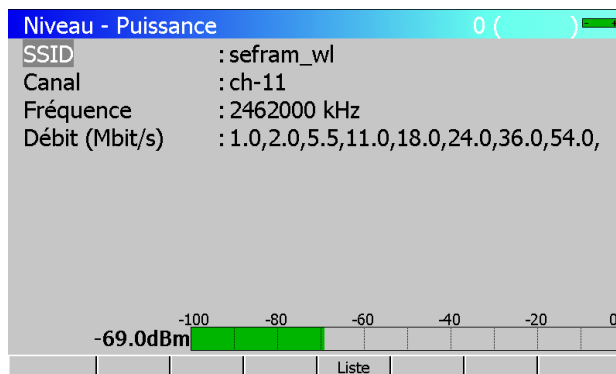 Niveau - Puissance 0 ( )
SSID : sefram_wl
Canal : ch-11
Fréquence : 2462000 kHz
Débit (Mbit/s) : 1.0,2.0,5.5,11.0,18.0,24.0,36.0,54.0,
-100 -80 -60 -40 -20 0
-69.0dBm
Liste